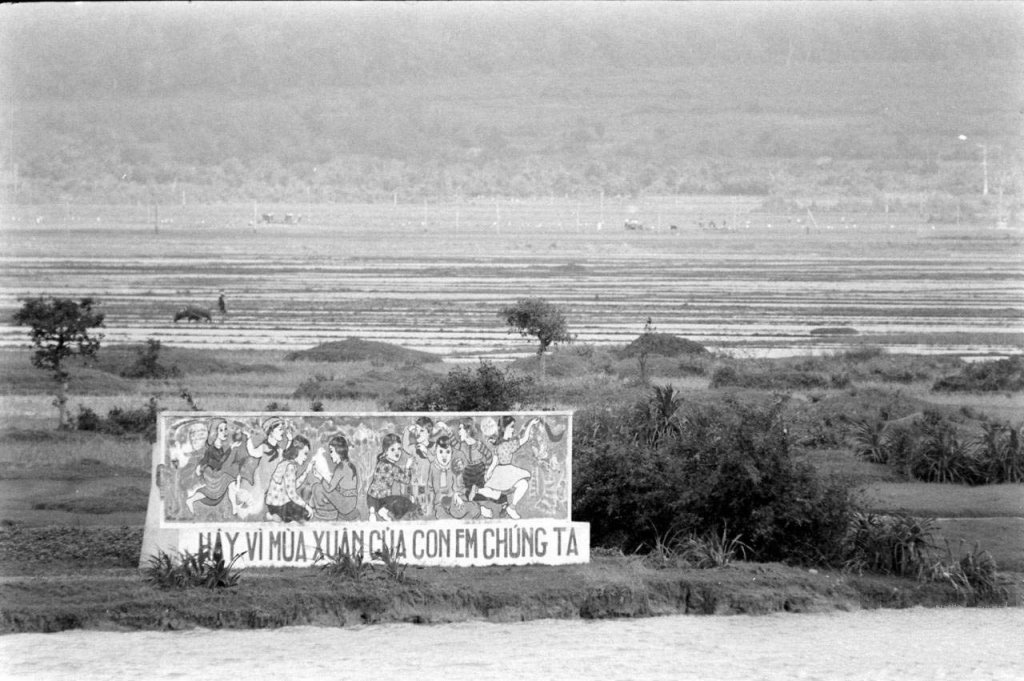 HÃY VÌ MÙA XUÂN CỦA CON EM CHÚNG TA